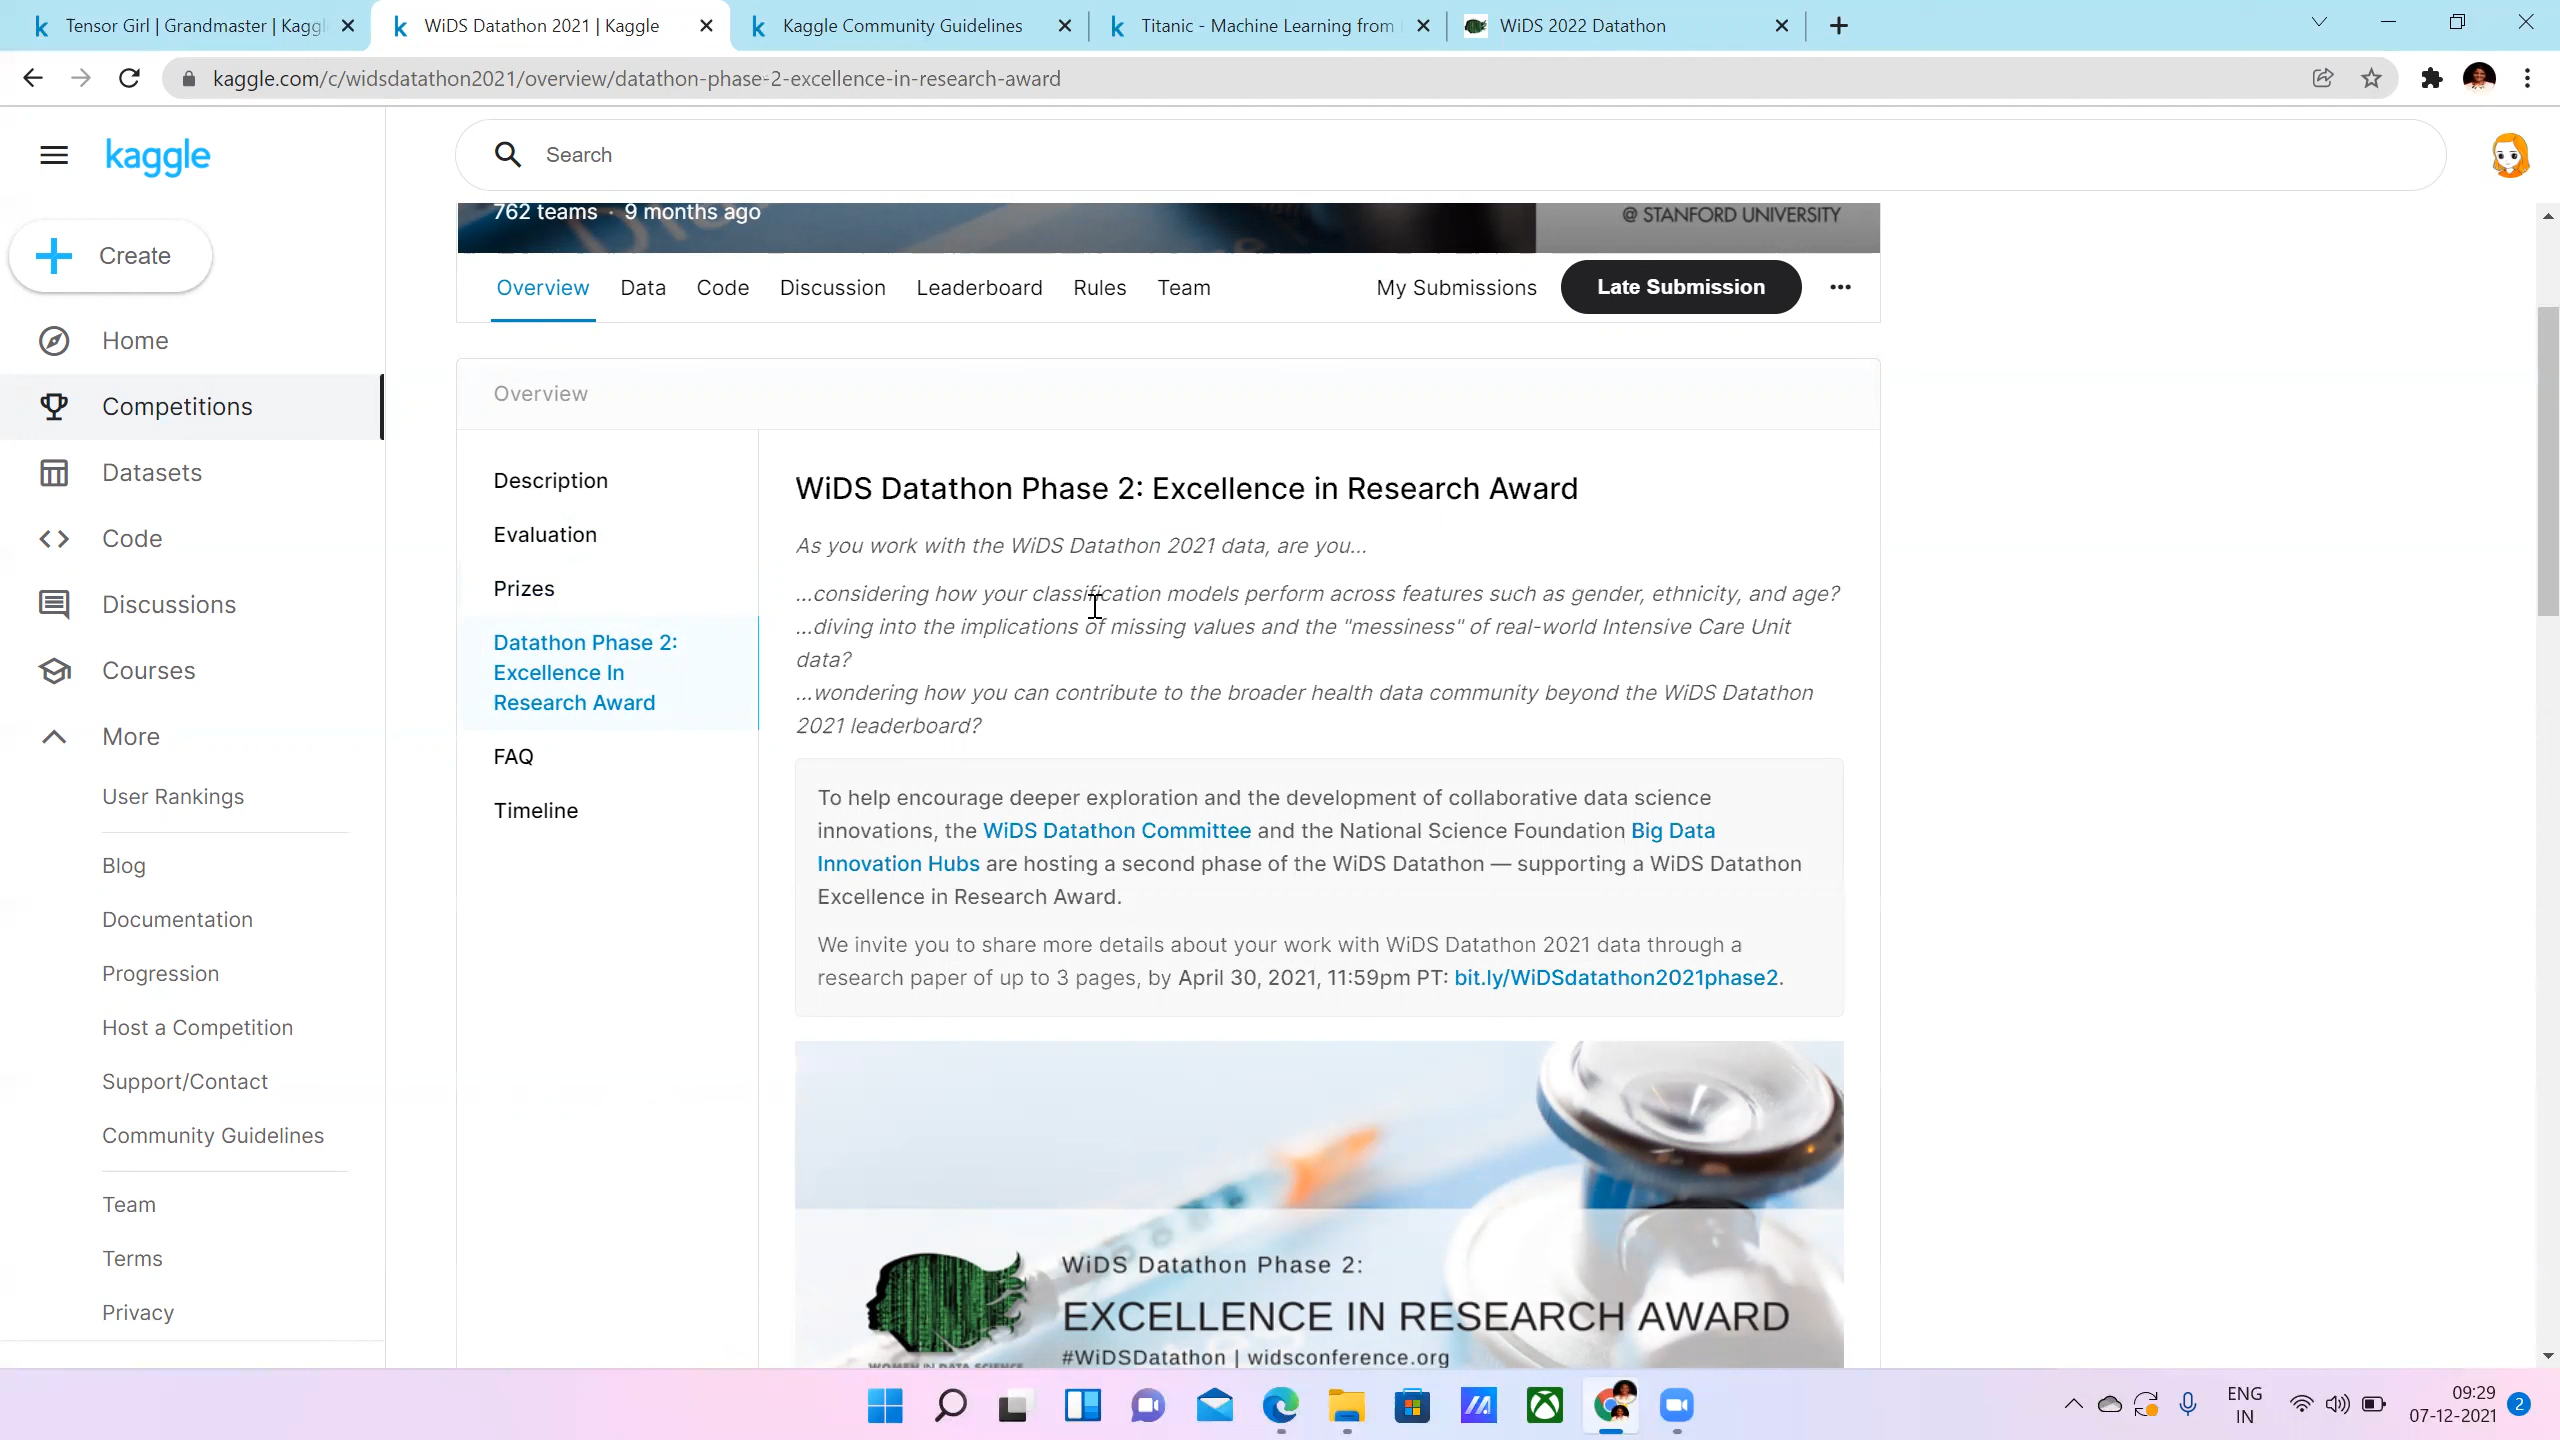 Tensor Girl | Grandmaster | Kaggl
WiDS Datathon 2021 | Kaggle
Kaggle Community Guidelines
Titanic - Machine Learning from
WiDS 2022 Datathon
kaggle.com/c/widsdatathon2021/overview/datathon-phase-2-excellence-in-research-award
kaggle
Search
762 teams · 9 months ago
@ STANFORD UNIVERSITY
Create
Overview
Data
Code
Discussion
Leaderboard
Rules
Team
My Submissions
Late Submission
Home
Competitions
Datasets
Code
Discussions
Courses
More
User Rankings
Blog
Documentation
Progression
Host a Competition
Support/Contact
Community Guidelines
Team
Terms
Privacy
Overview
Description
Evaluation
Prizes
Datathon Phase 2:
Excellence In
Research Award
FAQ
Timeline
WiDS Datathon Phase 2: Excellence in Research Award
As you work with the WiDS Datathon 2021 data, are you...
...considering how your classification models perform across features such as gender, ethnicity, and age?
...diving into the implications of missing values and the "messiness" of real-world Intensive Care Unit
data?
...wondering how you can contribute to the broader health data community beyond the WiDS Datathon
2021 leaderboard?
To help encourage deeper exploration and the development of collaborative data science
innovations, the WiDS Datathon Committee and the National Science Foundation Big Data
Innovation Hubs are hosting a second phase of the WiDS Datathon — supporting a WiDS Datathon
Excellence in Research Award.
We invite you to share more details about your work with WiDS Datathon 2021 data through a
research paper of up to 3 pages, by April 30, 2021, 11:59pm PT: bit.ly/WiDSdatathon2021phase2.
WiDS Datathon Phase 2:
EXCELLENCE IN RESEARCH AWARD
#WiDSDatathon | widsconference.org
WOMEN IN DATA SCIENCE
ENG
IN
09:29
07-12-2021
2